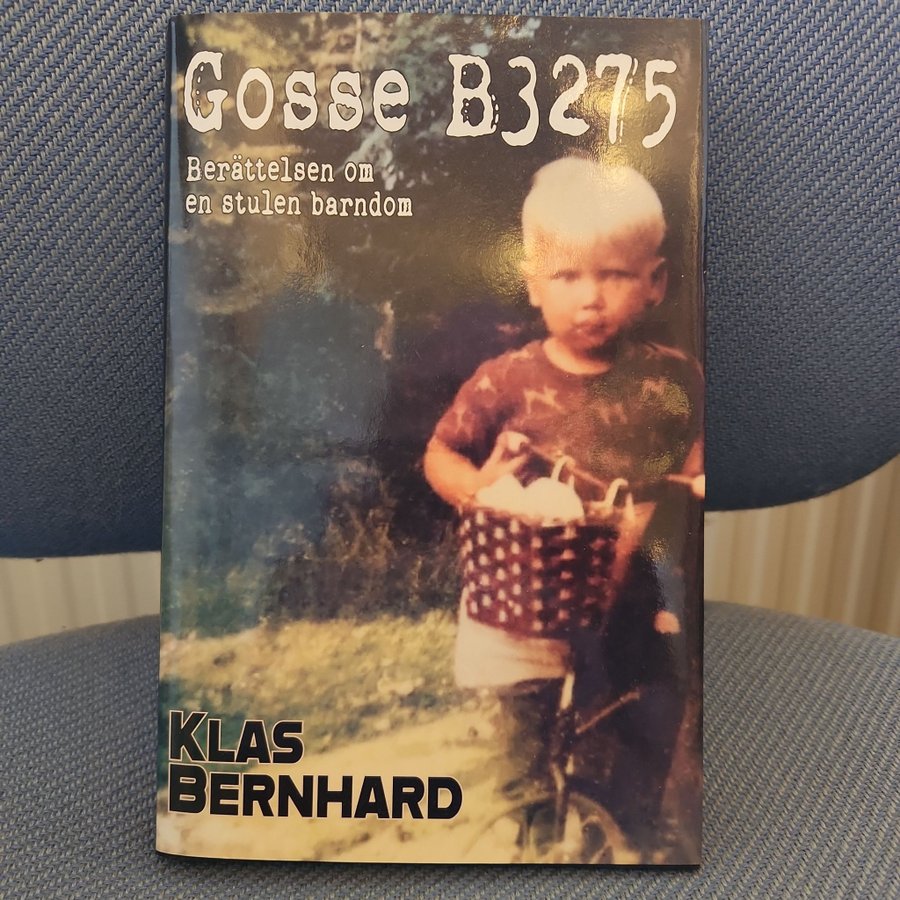 Gosse B3275
Berättelsen om
en stulen barndom
KLAS
BERNHARD